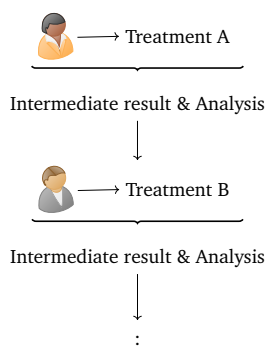 Treatment A
Intermediate result & Analysis
Treatment B
Intermediate result & Analysis
: